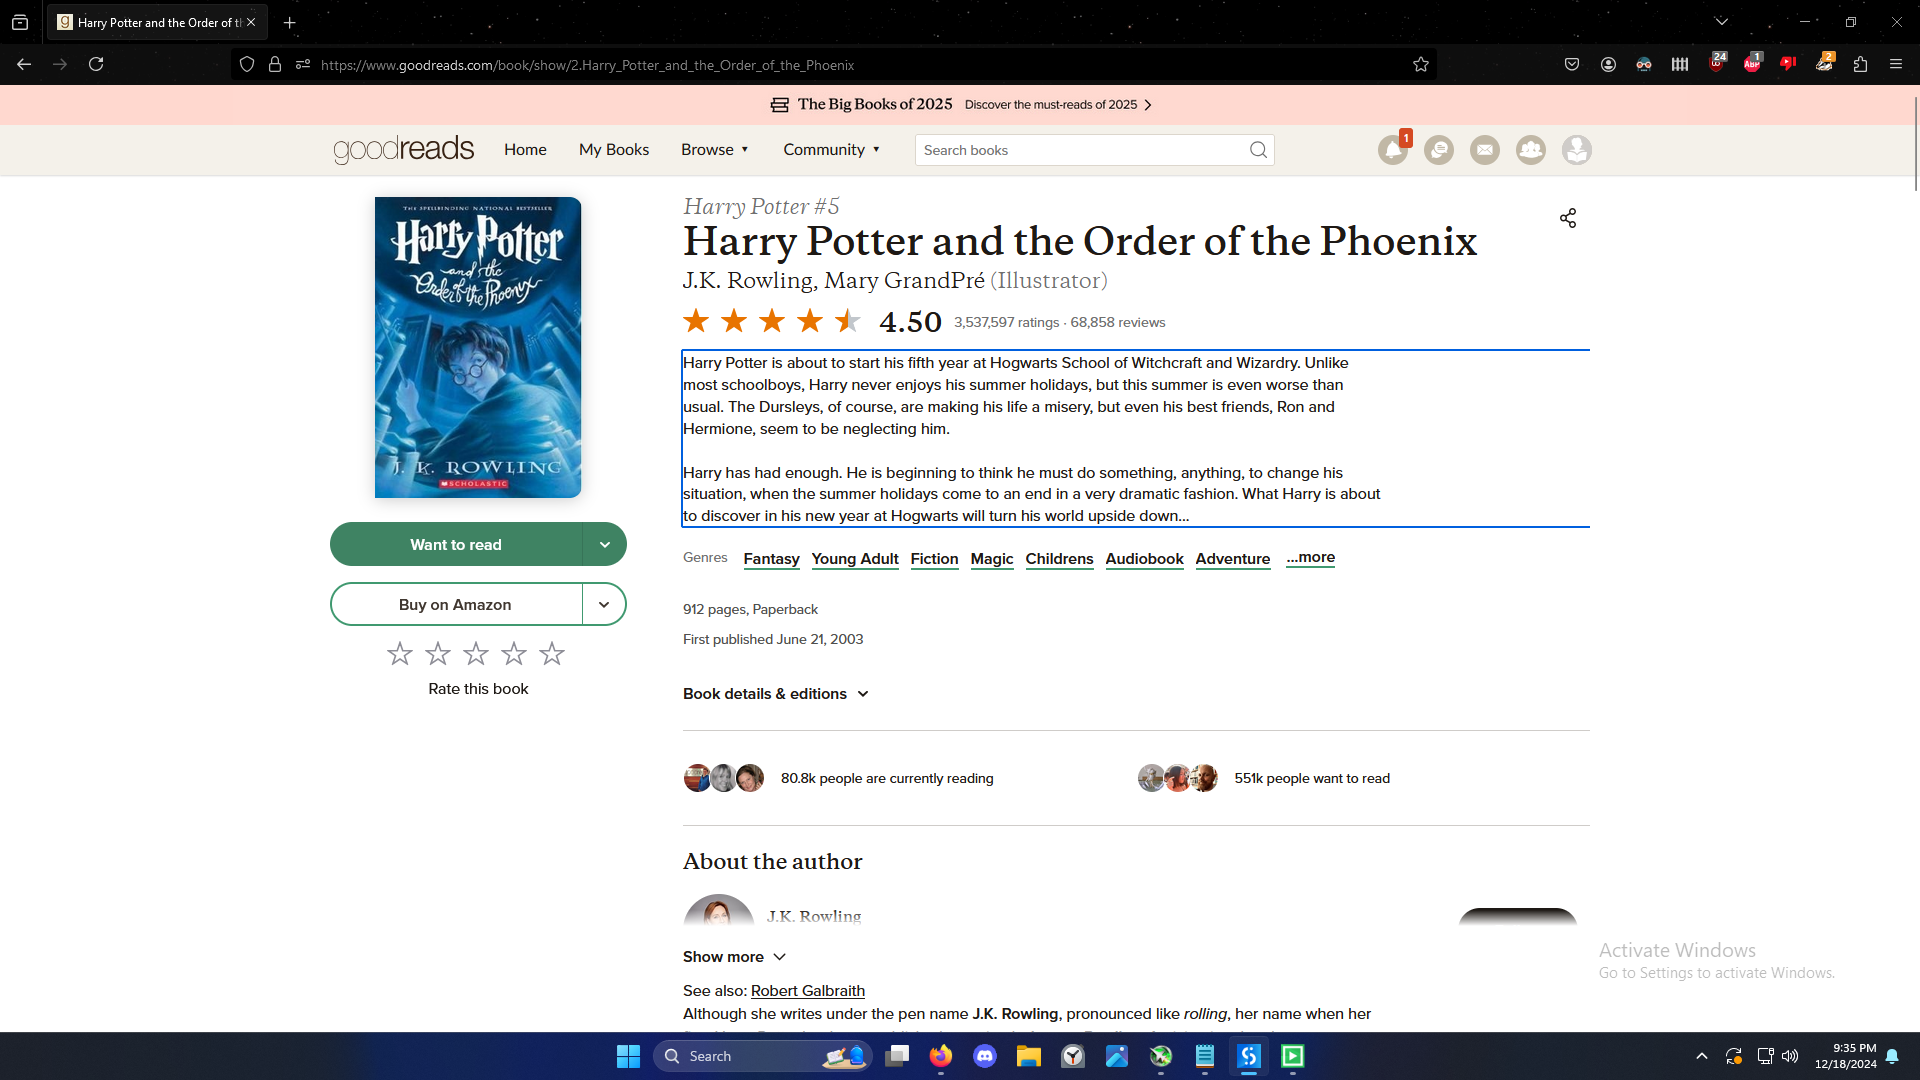 Harry Potter and the Order of th
https://www.goodreads.com/book/show/2.Harry_Potter_and_the_Order_of_the_Phoenix
24
1
2
The Big Books of 2025 Discover the must-reads of 2025
goodreads Home My Books Browse Community Search books
1
THE SPELLBINDING NATIONAL BESTSELLER
Harry Potter
and the
Order of the Phoenix
J. K. ROWLING
SCHOLASTIC
Want to read
Buy on Amazon
Rate this book
Harry Potter #5
Harry Potter and the Order of the Phoenix
J.K. Rowling, Mary GrandPré (Illustrator)
4.50 3,537,597 ratings · 68,858 reviews
Harry Potter is about to start his fifth year at Hogwarts School of Witchcraft and Wizardry. Unlike
most schoolboys, Harry never enjoys his summer holidays, but this summer is even worse than
usual. The Dursleys, of course, are making his life a misery, but even his best friends, Ron and
Hermione, seem to be neglecting him.
Harry has had enough. He is beginning to think he must do something, anything, to change his
situation, when the summer holidays come to an end in a very dramatic fashion. What Harry is about
to discover in his new year at Hogwarts will turn his world upside down...
Genres Fantasy Young Adult Fiction Magic Childrens Audiobook Adventure ...more
912 pages, Paperback
First published June 21, 2003
Book details & editions
80.8k people are currently reading 551k people want to read
About the author
J.K. Rowling
Show more
See also: Robert Galbraith
Although she writes under the pen name J.K. Rowling, pronounced like rolling, her name when her
Activate Windows
Go to Settings to activate Windows.
Search
9:35 PM
12/18/2024